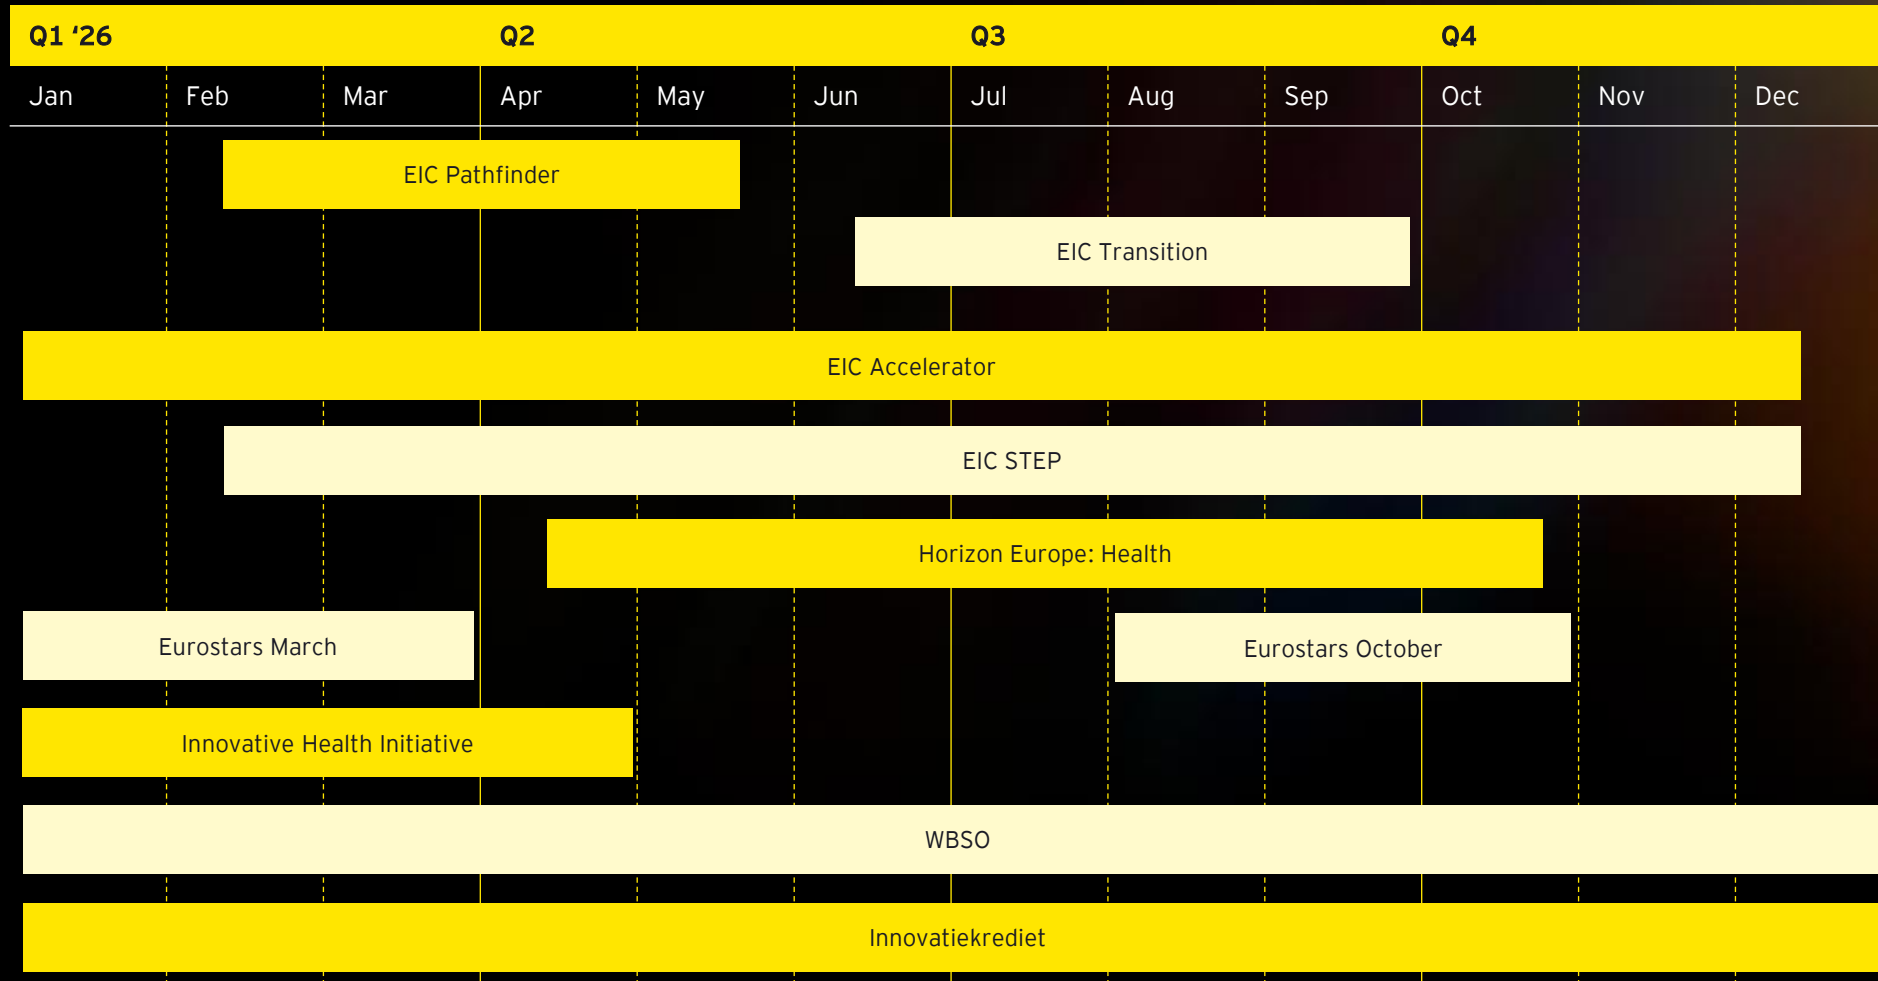 Q1 ‘26 Q2 Q3 Q4
Jan Feb Mar Apr May Jun Jul Aug Sep Oct Nov Dec
EIC Pathfinder
EIC Transition
EIC Accelerator
EIC STEP
Horizon Europe: Health
Eurostars March Eurostars October
Innovative Health Initiative
WBSO
Innovatiekrediet